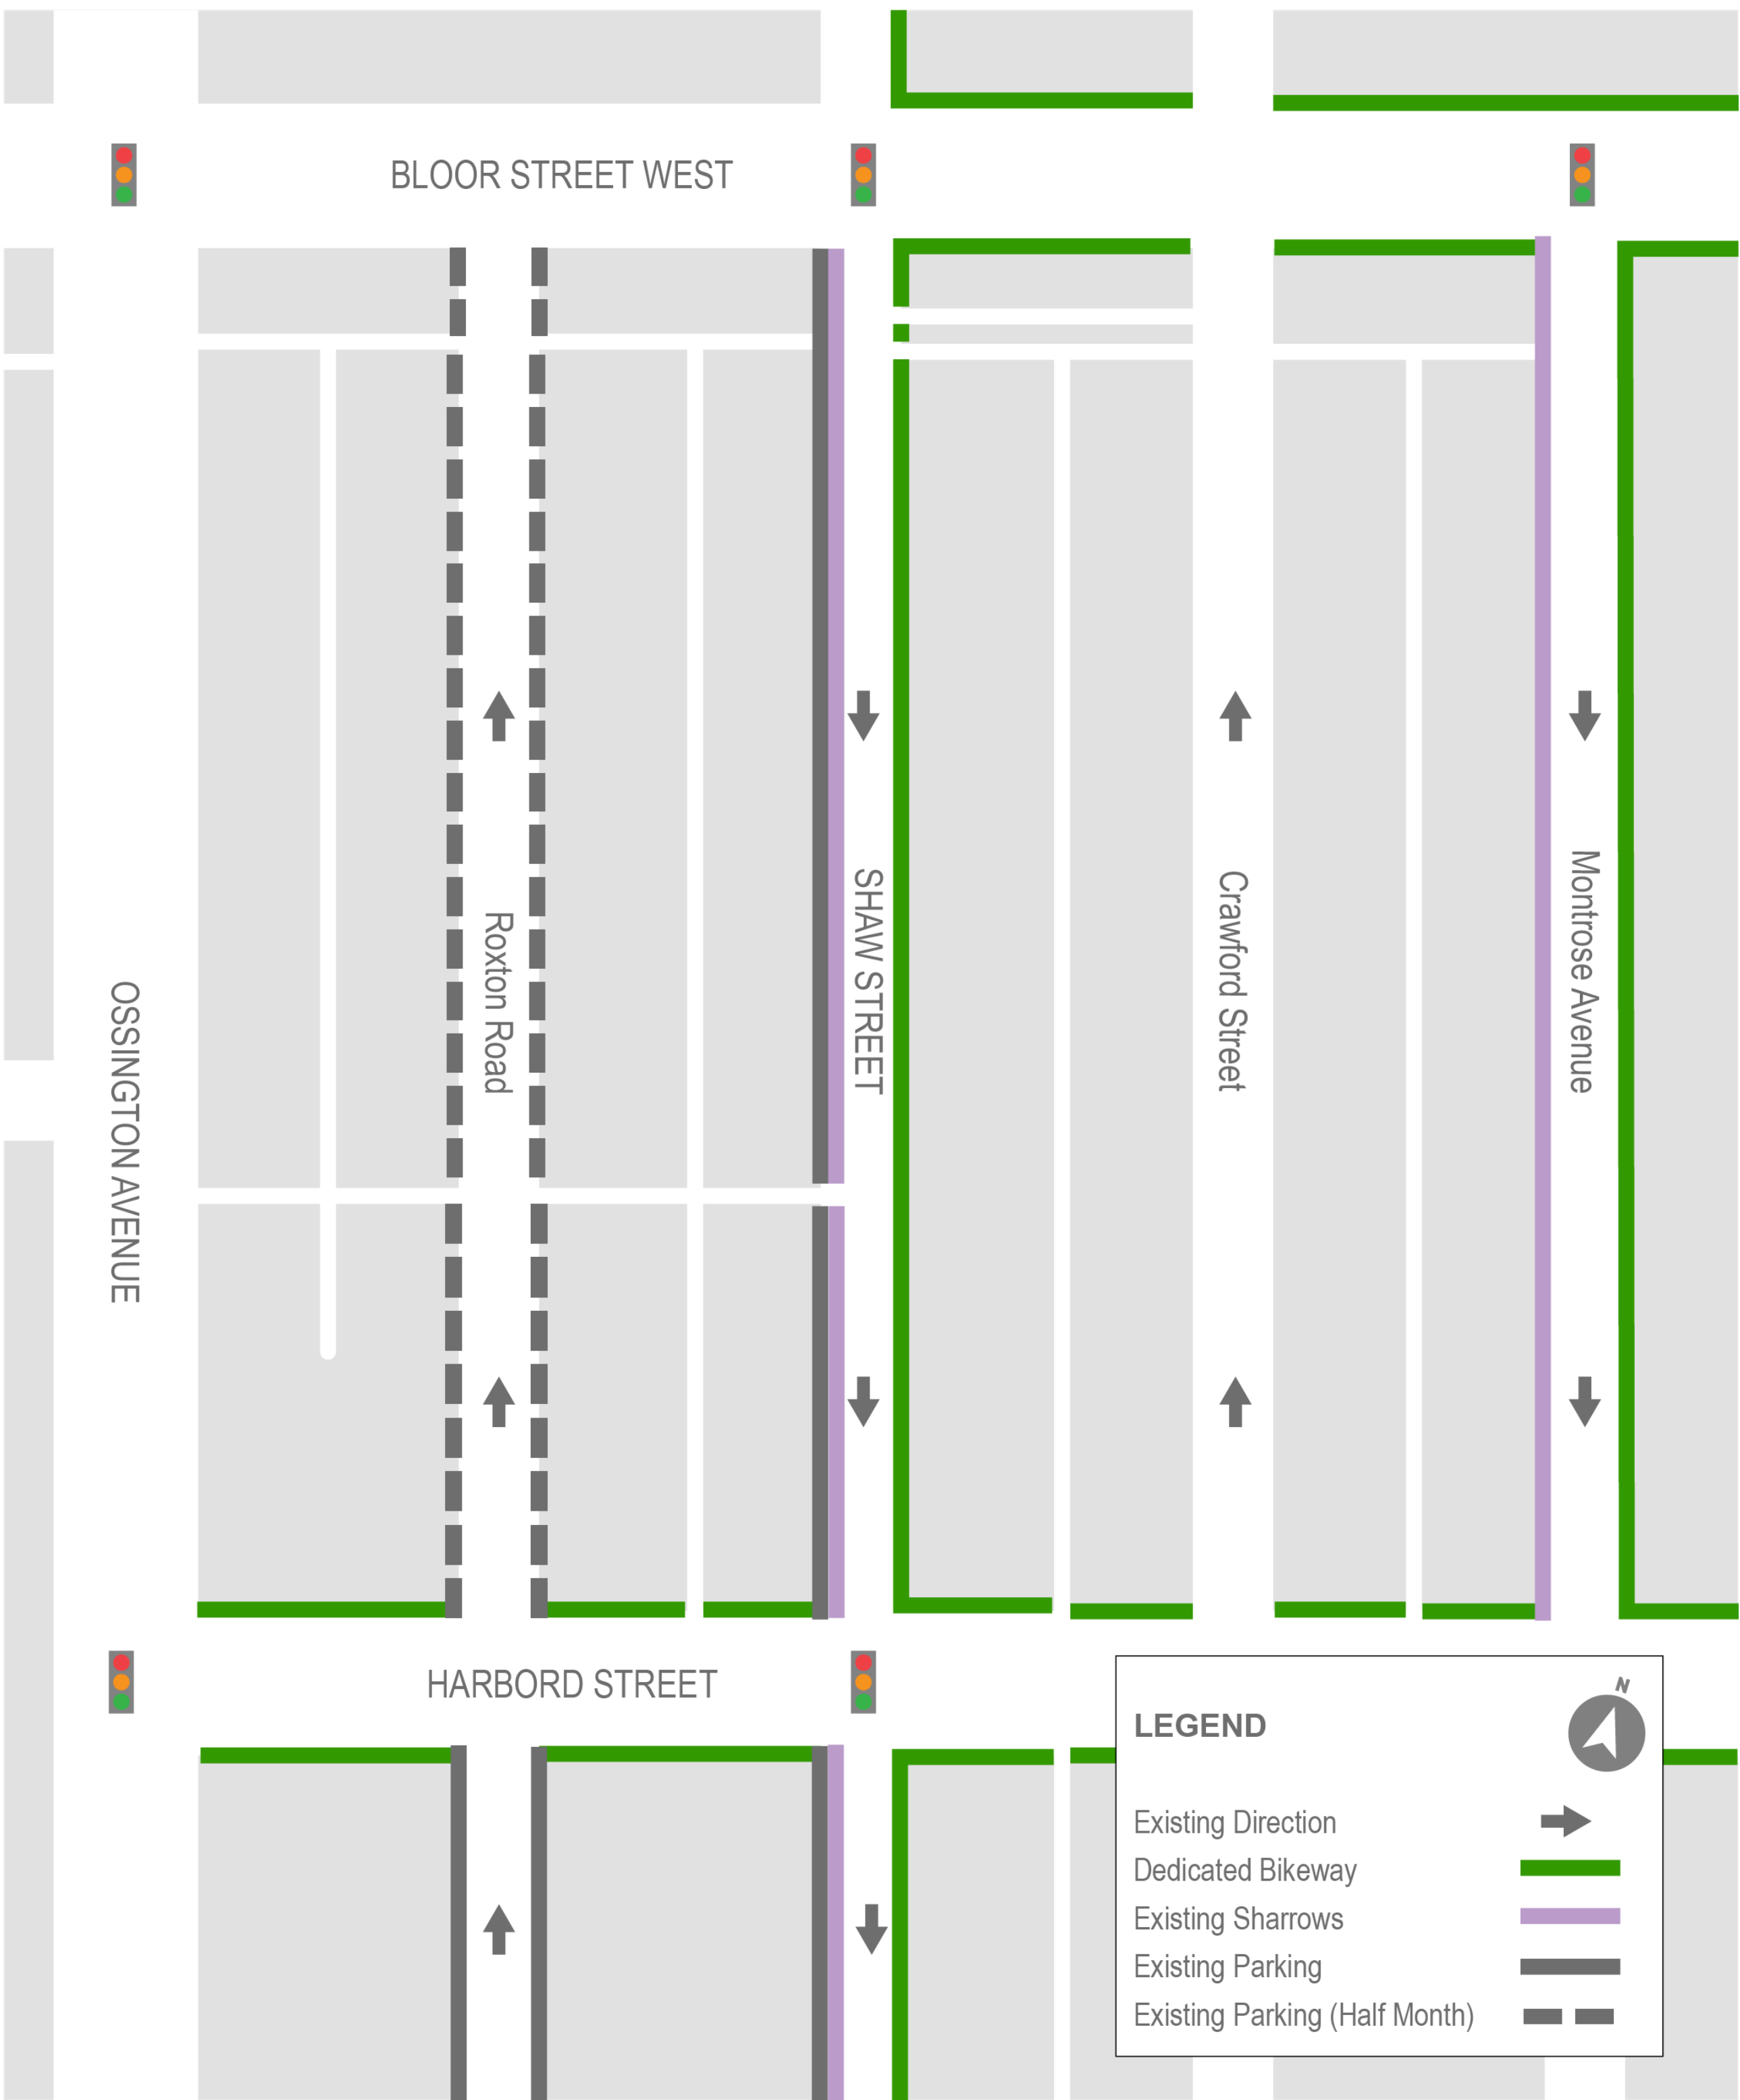 BLOOR STREET WEST
OSSINGTON AVENUE
Roxton Road
SHAW STREET
Crawford Street
Montrose Avenue
HARBORD STREET
LEGEND
N
Existing Direction
Dedicated Bikeway
Existing Sharrows
Existing Parking
Existing Parking (Half Month)